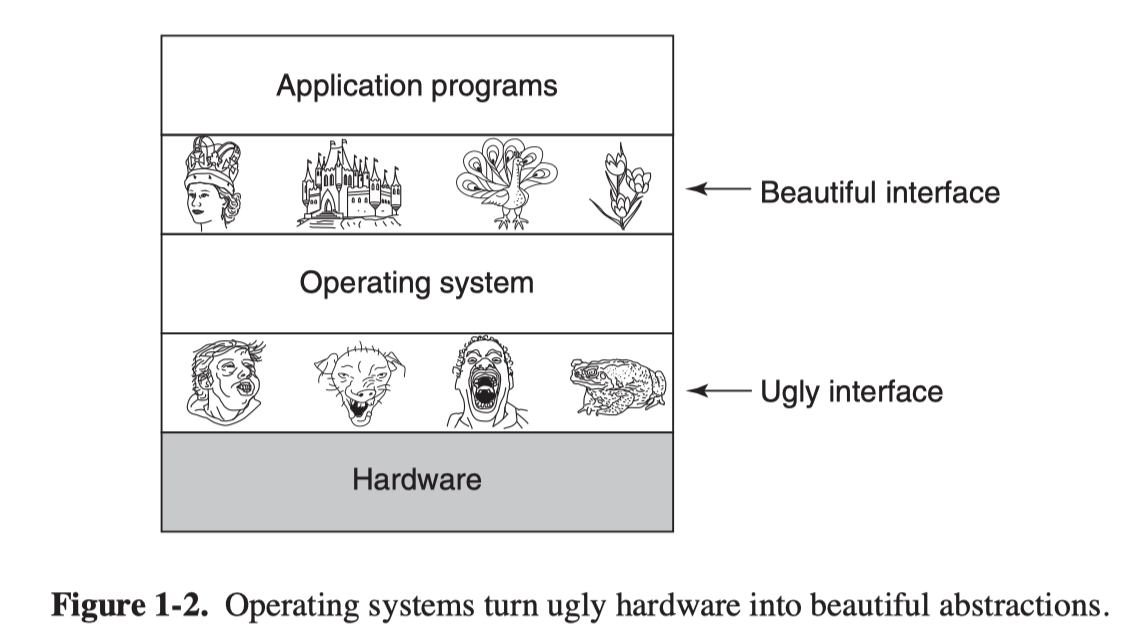 Application programs
Beautiful interface
Operating system
Ugly interface
Hardware
Figure 1-2. Operating systems turn ugly hardware into beautiful abstractions.